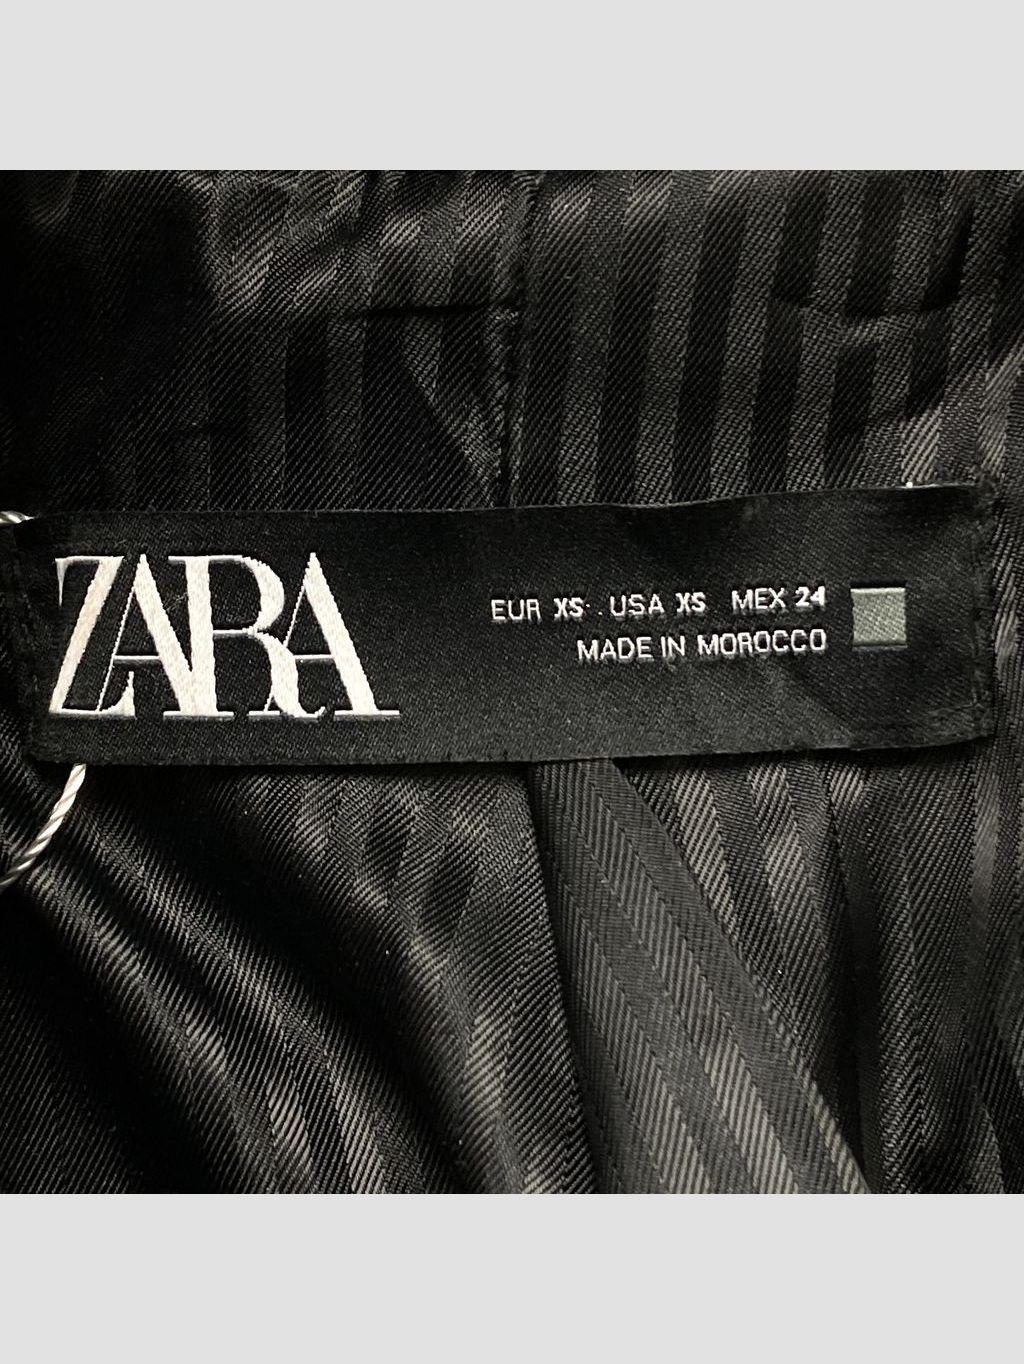 ZARA
EUR XS . USA XS MEX 24
MADE IN MOROCCO